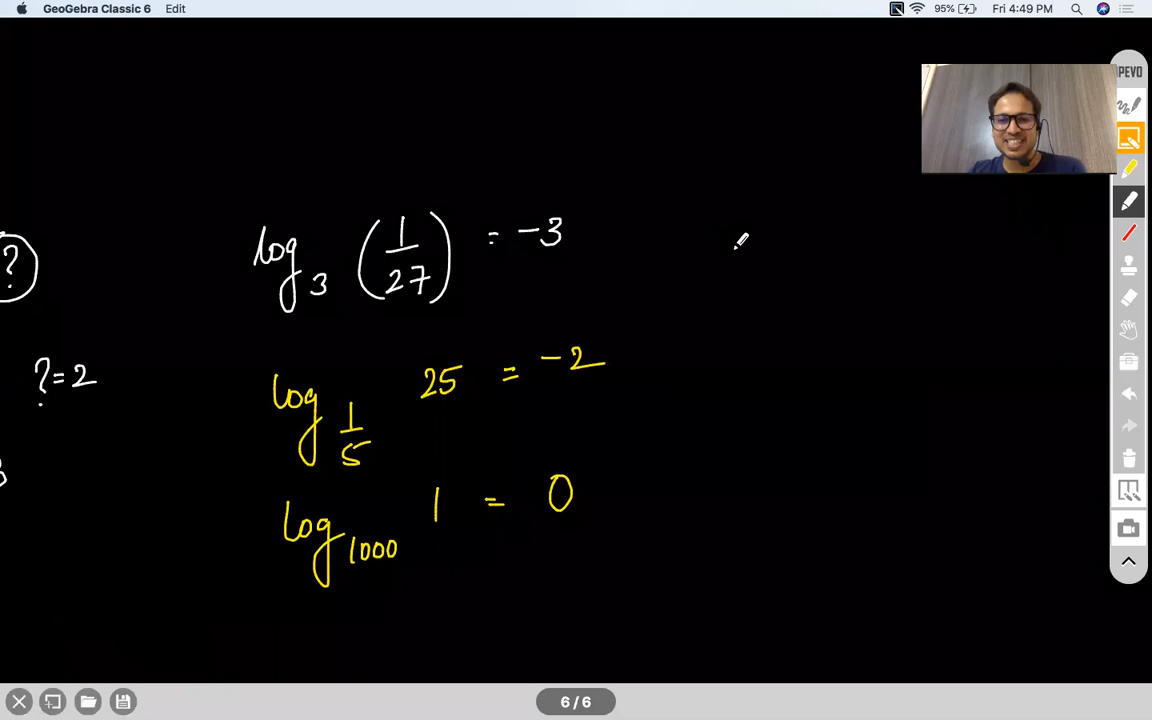 GeoGebra Classic 6 Edit 95% Fri 4:49 PM
IPEVO
?
log₃ (1/27) = -3
? = 2
log₁/₅ 25 = -2
log₁₀₀₀ 1 = 0
6 / 6